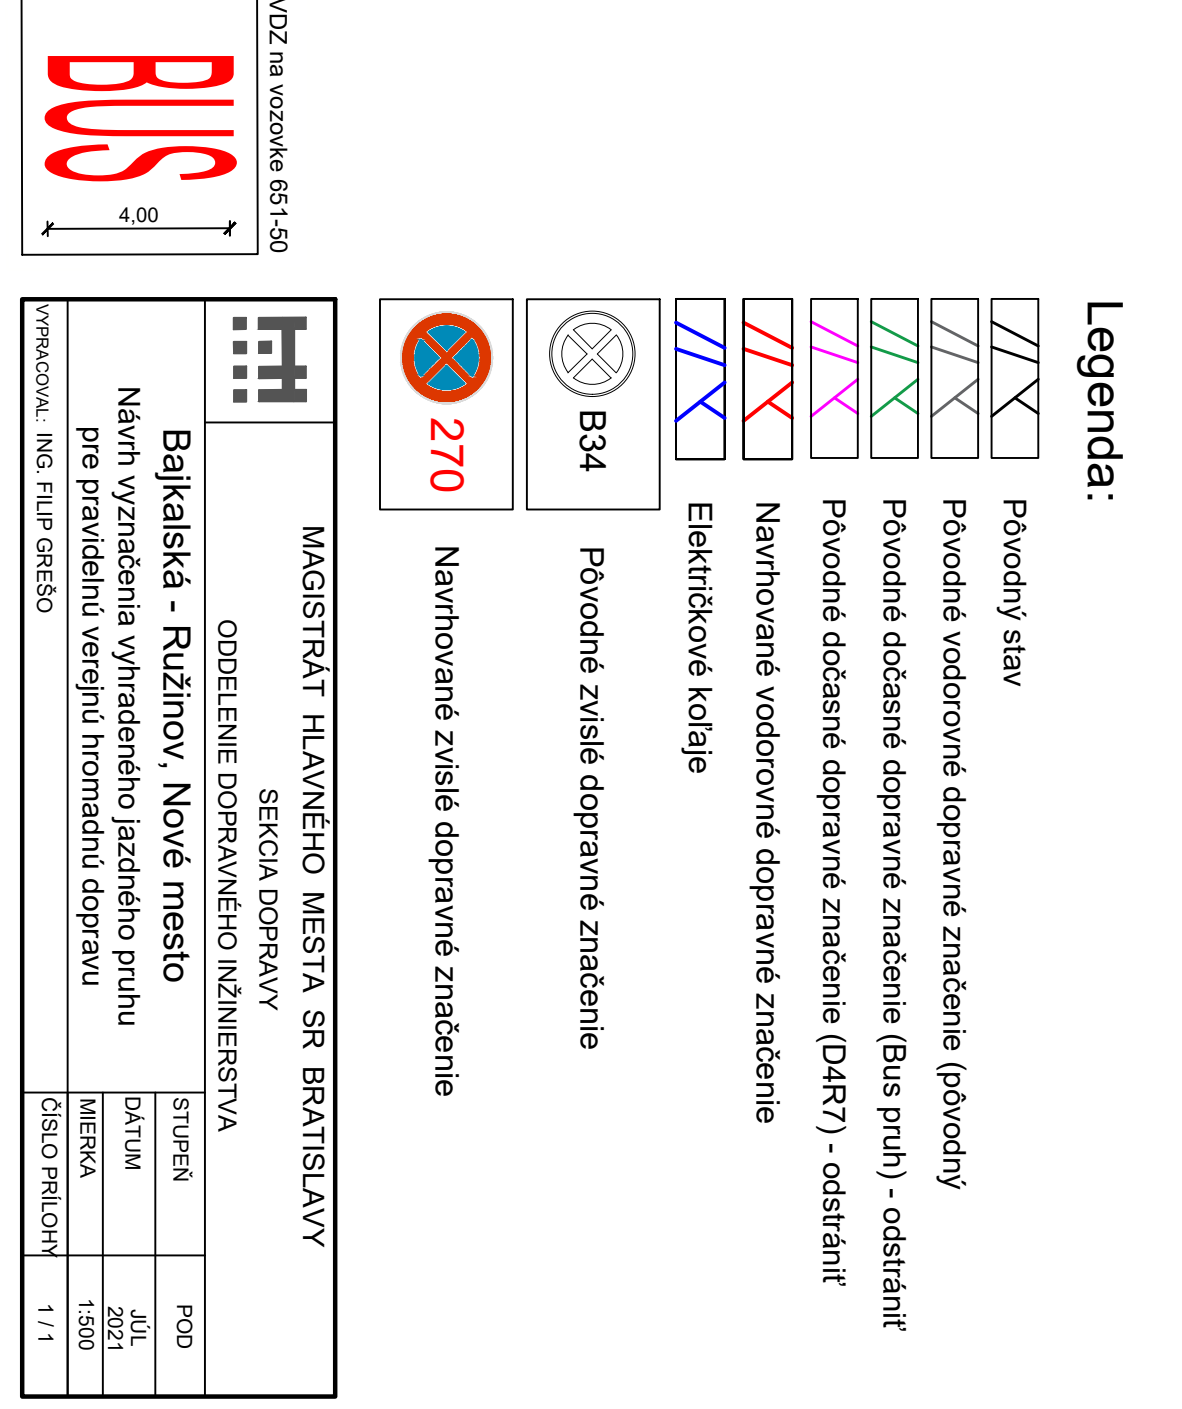 Legenda:
Pôvodný stav
Pôvodné vodorovné dopravné značenie (pôvodný
Pôvodné dočasné dopravné značenie (Bus pruh) - odstrániť
Pôvodné dočasné dopravné značenie (D4R7) - odstrániť
Navrhované vodorovné dopravné značenie
Električkové koľaje
B34
Pôvodné zvislé dopravné značenie
270
Navrhované zvislé dopravné značenie
VDZ na vozovke 651-50
BUS
4,00
MAGISTRÁT HLAVNÉHO MESTA SR BRATISLAVY
SEKCIA DOPRAVY
ODDELENIE DOPRAVNÉHO INŽINIERSTVA
Bajkalská - Ružinov, Nové mesto
Návrh vyznačenia vyhradeného jazdného pruhu
pre pravidelnú verejnú hromadnú dopravu
STUPEŇ POD
DÁTUM JÚL
2021
MIERKA 1:500
VYPRACOVAL: ING. FILIP GREŠO
ČÍSLO PRÍLOHY 1 / 1